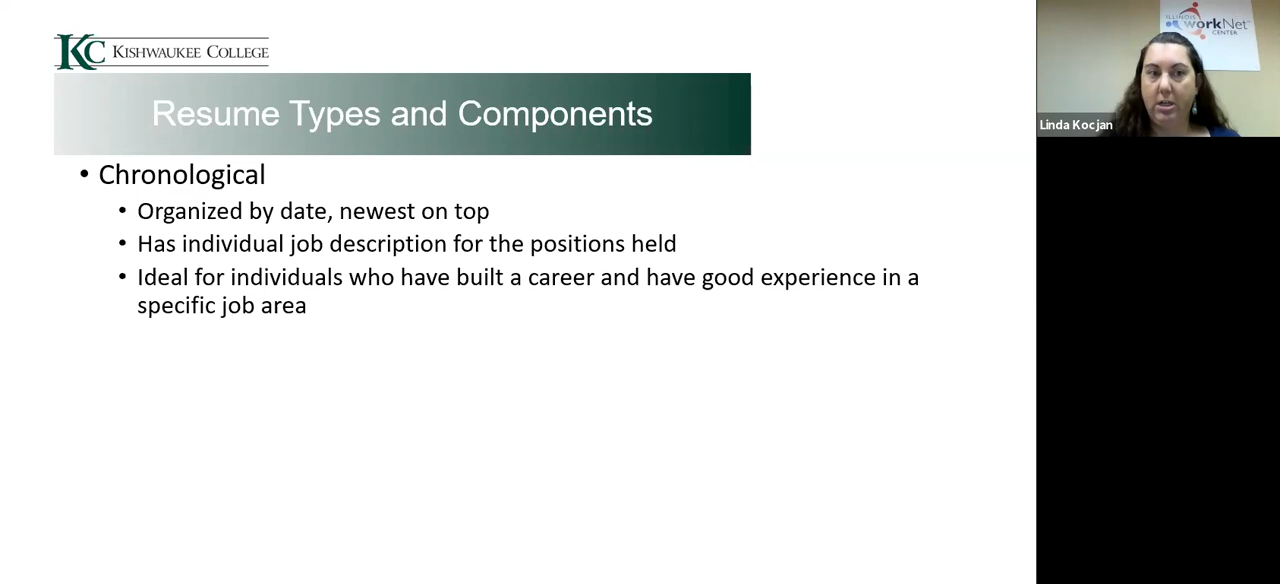 KC KISHWAUKEE COLLEGE
Resume Types and Components
• Chronological
• Organized by date, newest on top
• Has individual job description for the positions held
• Ideal for individuals who have built a career and have good experience in a
specific job area
ILLINOIS
workNet
CENTER
Linda Kocjan